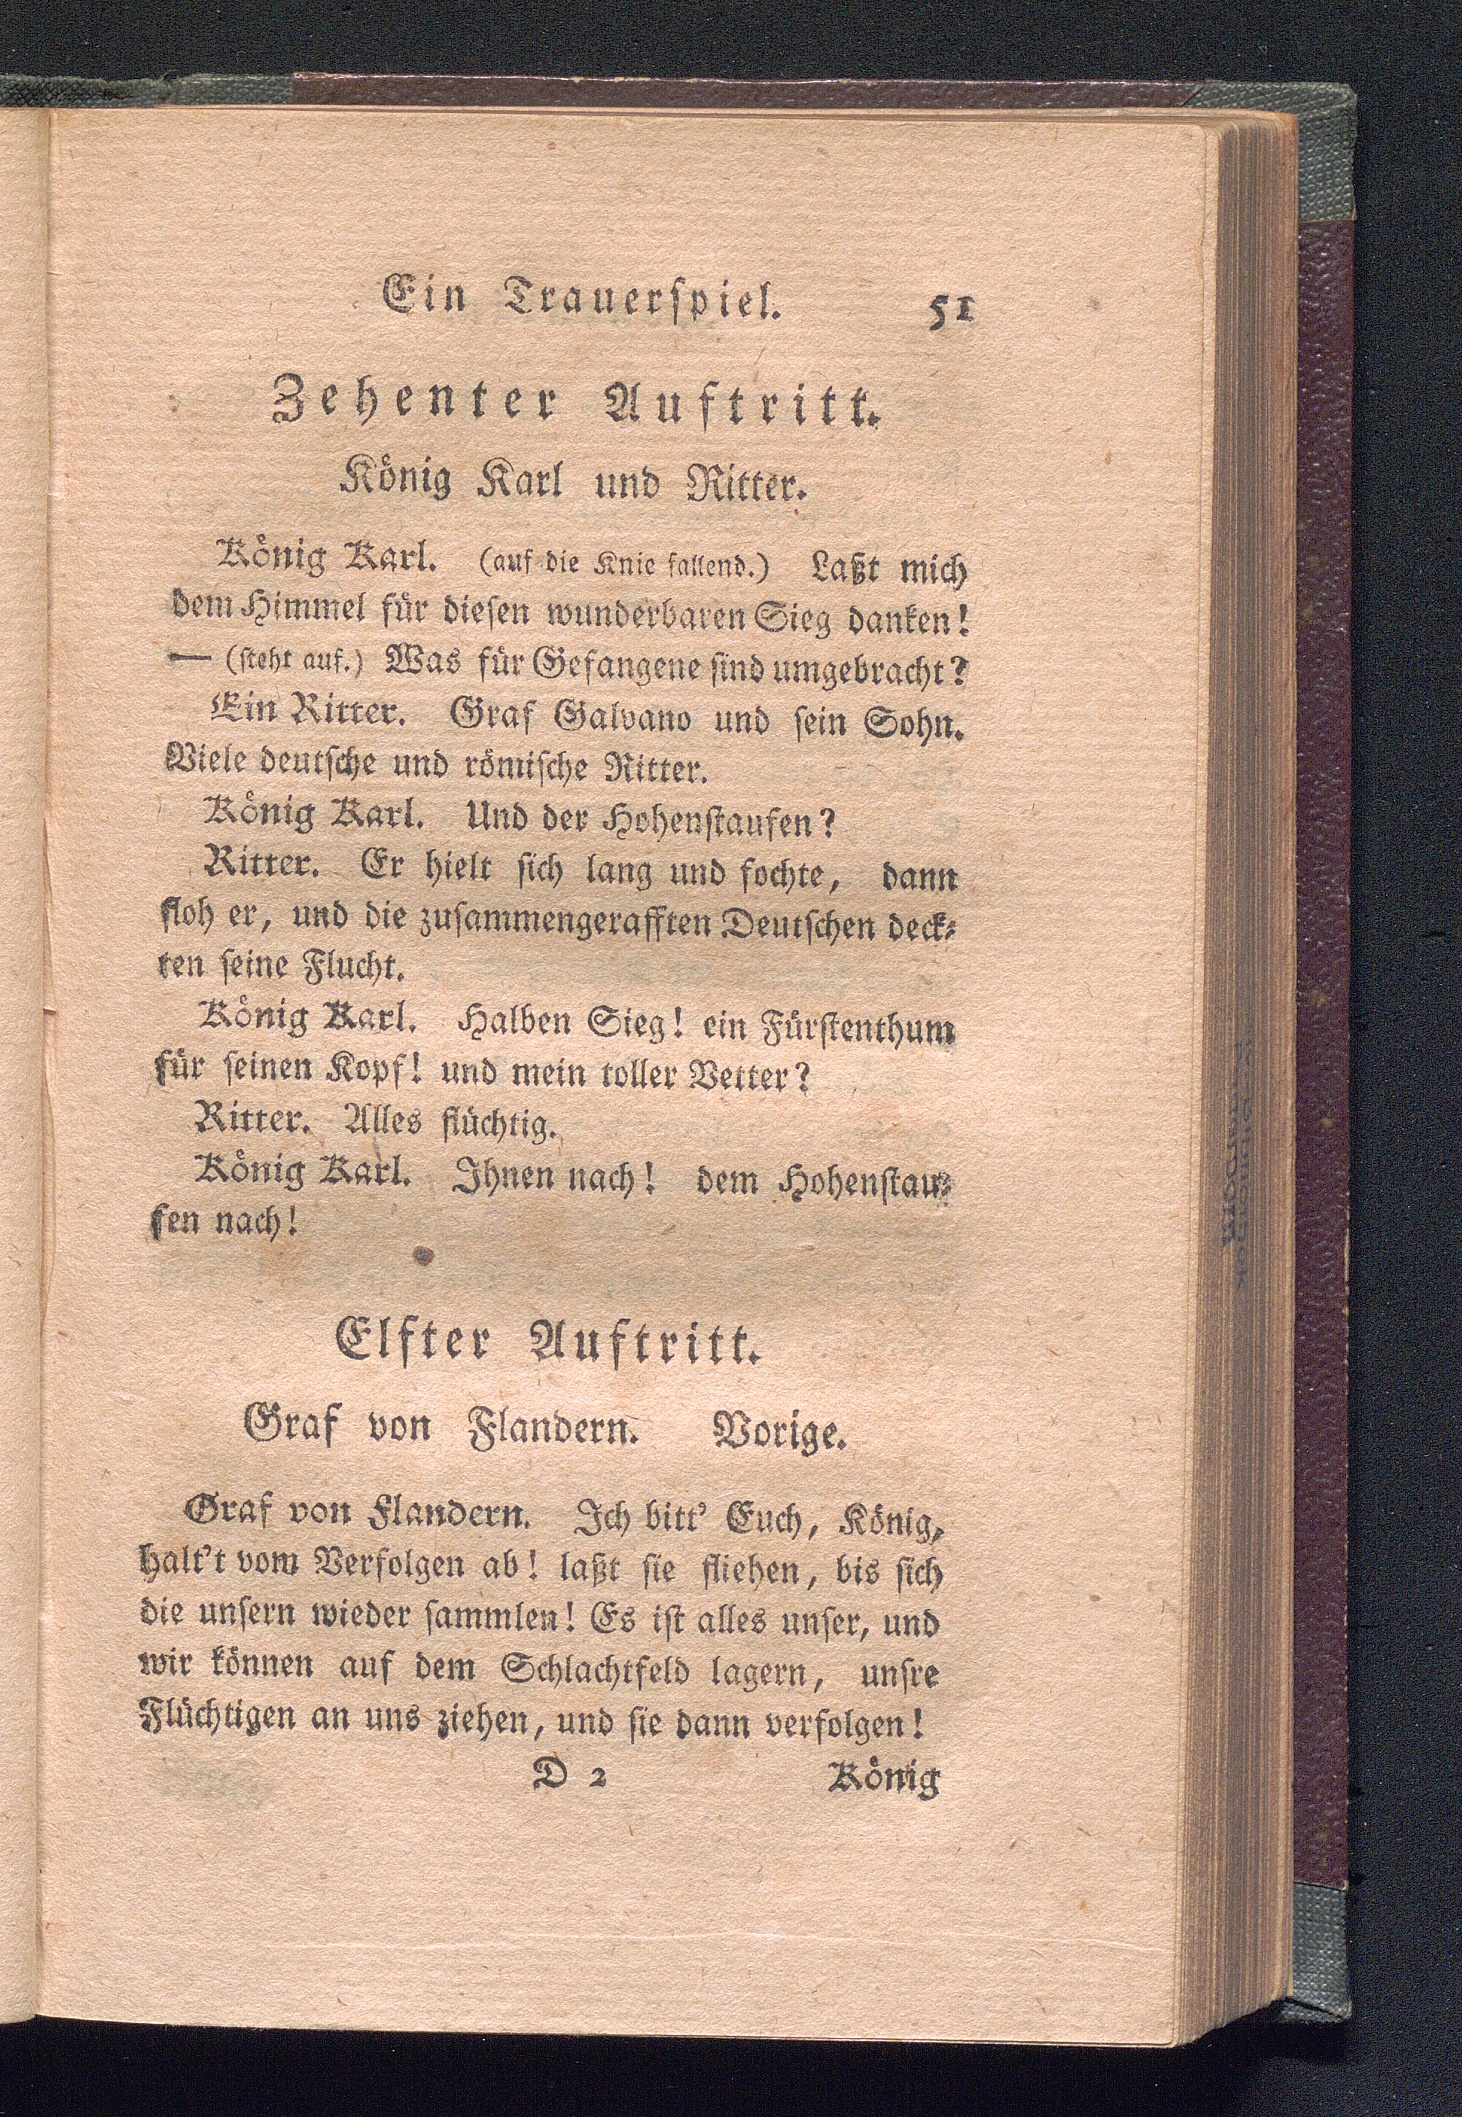 Ein Trauerſpiel. 51
Zehenter Auftritt.
König Karl und Ritter.
König Karl. (auf die Knie fallend.) Laßt mich
dem Himmel für dieſen wunderbaren Sieg danken!
— (ſteht auf.) Was für Gefangene ſind umgebracht?
Ein Ritter. Graf Galvano und ſein Sohn.
Viele deutſche und römiſche Ritter.
König Karl. Und der Hohenſtaufen?
Ritter. Er hielt ſich lang und fochte, dann
floh er, und die zuſammengerafften Deutſchen deck⸗
ten ſeine Flucht.
König Karl. Halben Sieg! ein Fürſtenthum
für ſeinen Kopf! und mein toller Vetter?
Ritter. Alles flüchtig.
König Karl. Ihnen nach! dem Hohenſtau⸗
fen nach!
Elfter Auftritt.
Graf von Flandern. Vorige.
Graf von Flandern. Ich bitt' Euch, König,
halt't vom Verfolgen ab! laßt ſie fliehen, bis ſich
die unſern wieder ſammlen! Es iſt alles unſer, und
wir können auf dem Schlachtfeld lagern, unſre
Flüchtigen an uns ziehen, und ſie dann verfolgen!
D 2 König